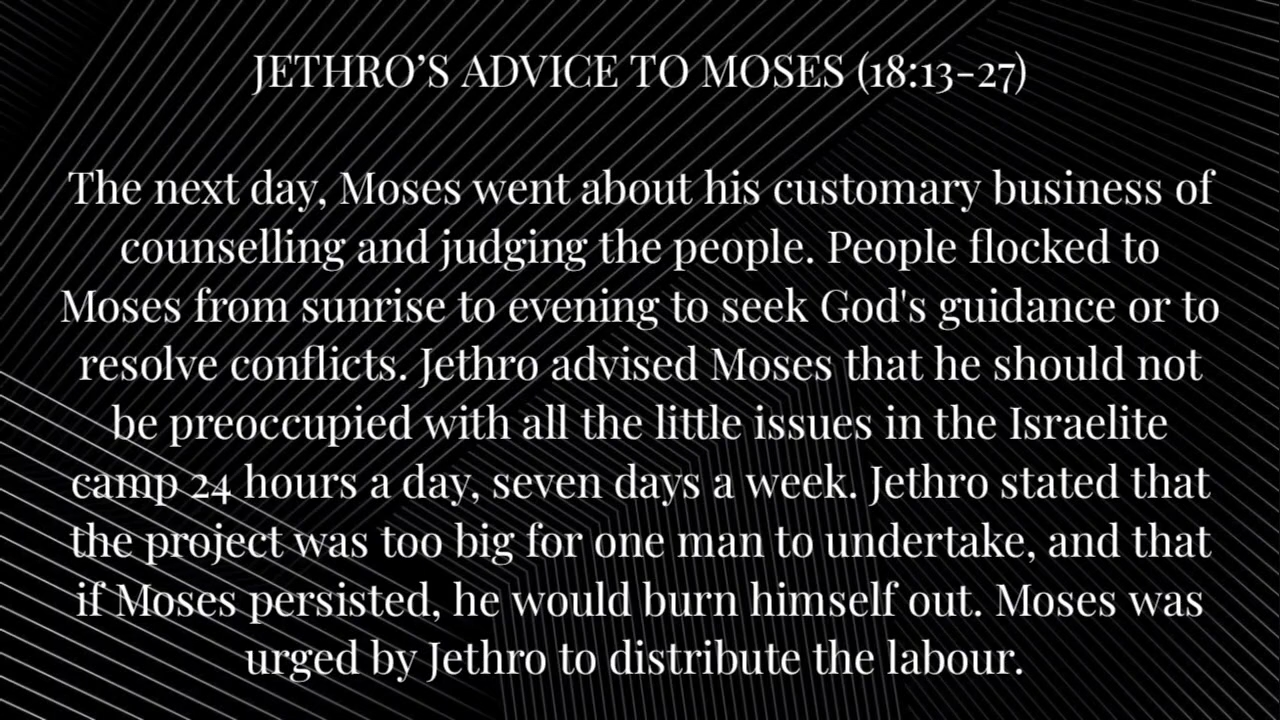 JETHRO’S ADVICE TO MOSES (18:13-27)
The next day, Moses went about his customary business of
counselling and judging the people. People flocked to
Moses from sunrise to evening to seek God's guidance or to
resolve conflicts. Jethro advised Moses that he should not
be preoccupied with all the little issues in the Israelite
camp 24 hours a day, seven days a week. Jethro stated that
the project was too big for one man to undertake, and that
if Moses persisted, he would burn himself out. Moses was
urged by Jethro to distribute the labour.